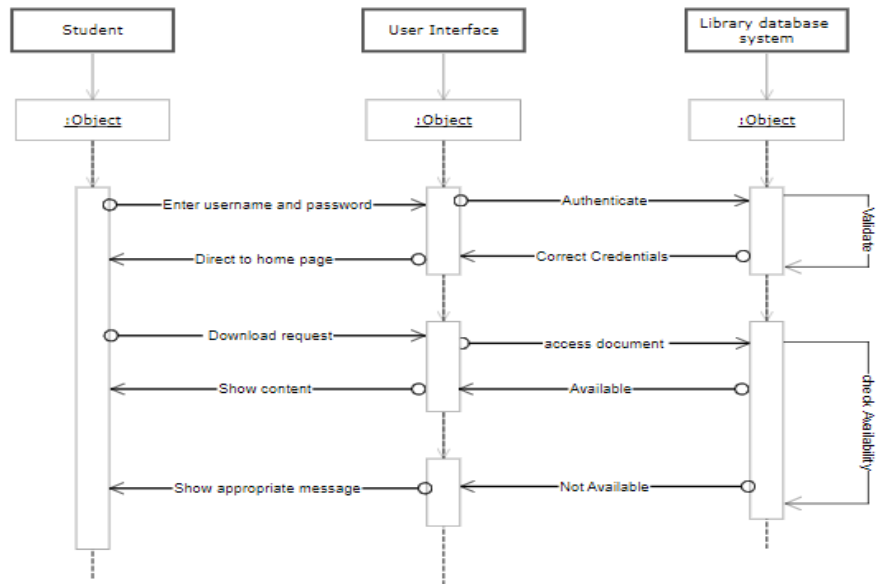 Student
User Interface
Library database
system
:Object
:Object
:Object
Enter username and password
Authenticate
Validate
Direct to home page
Correct Credentials
Download request
access document
Show content
Available
check Availability
Show appropriate message
Not Available